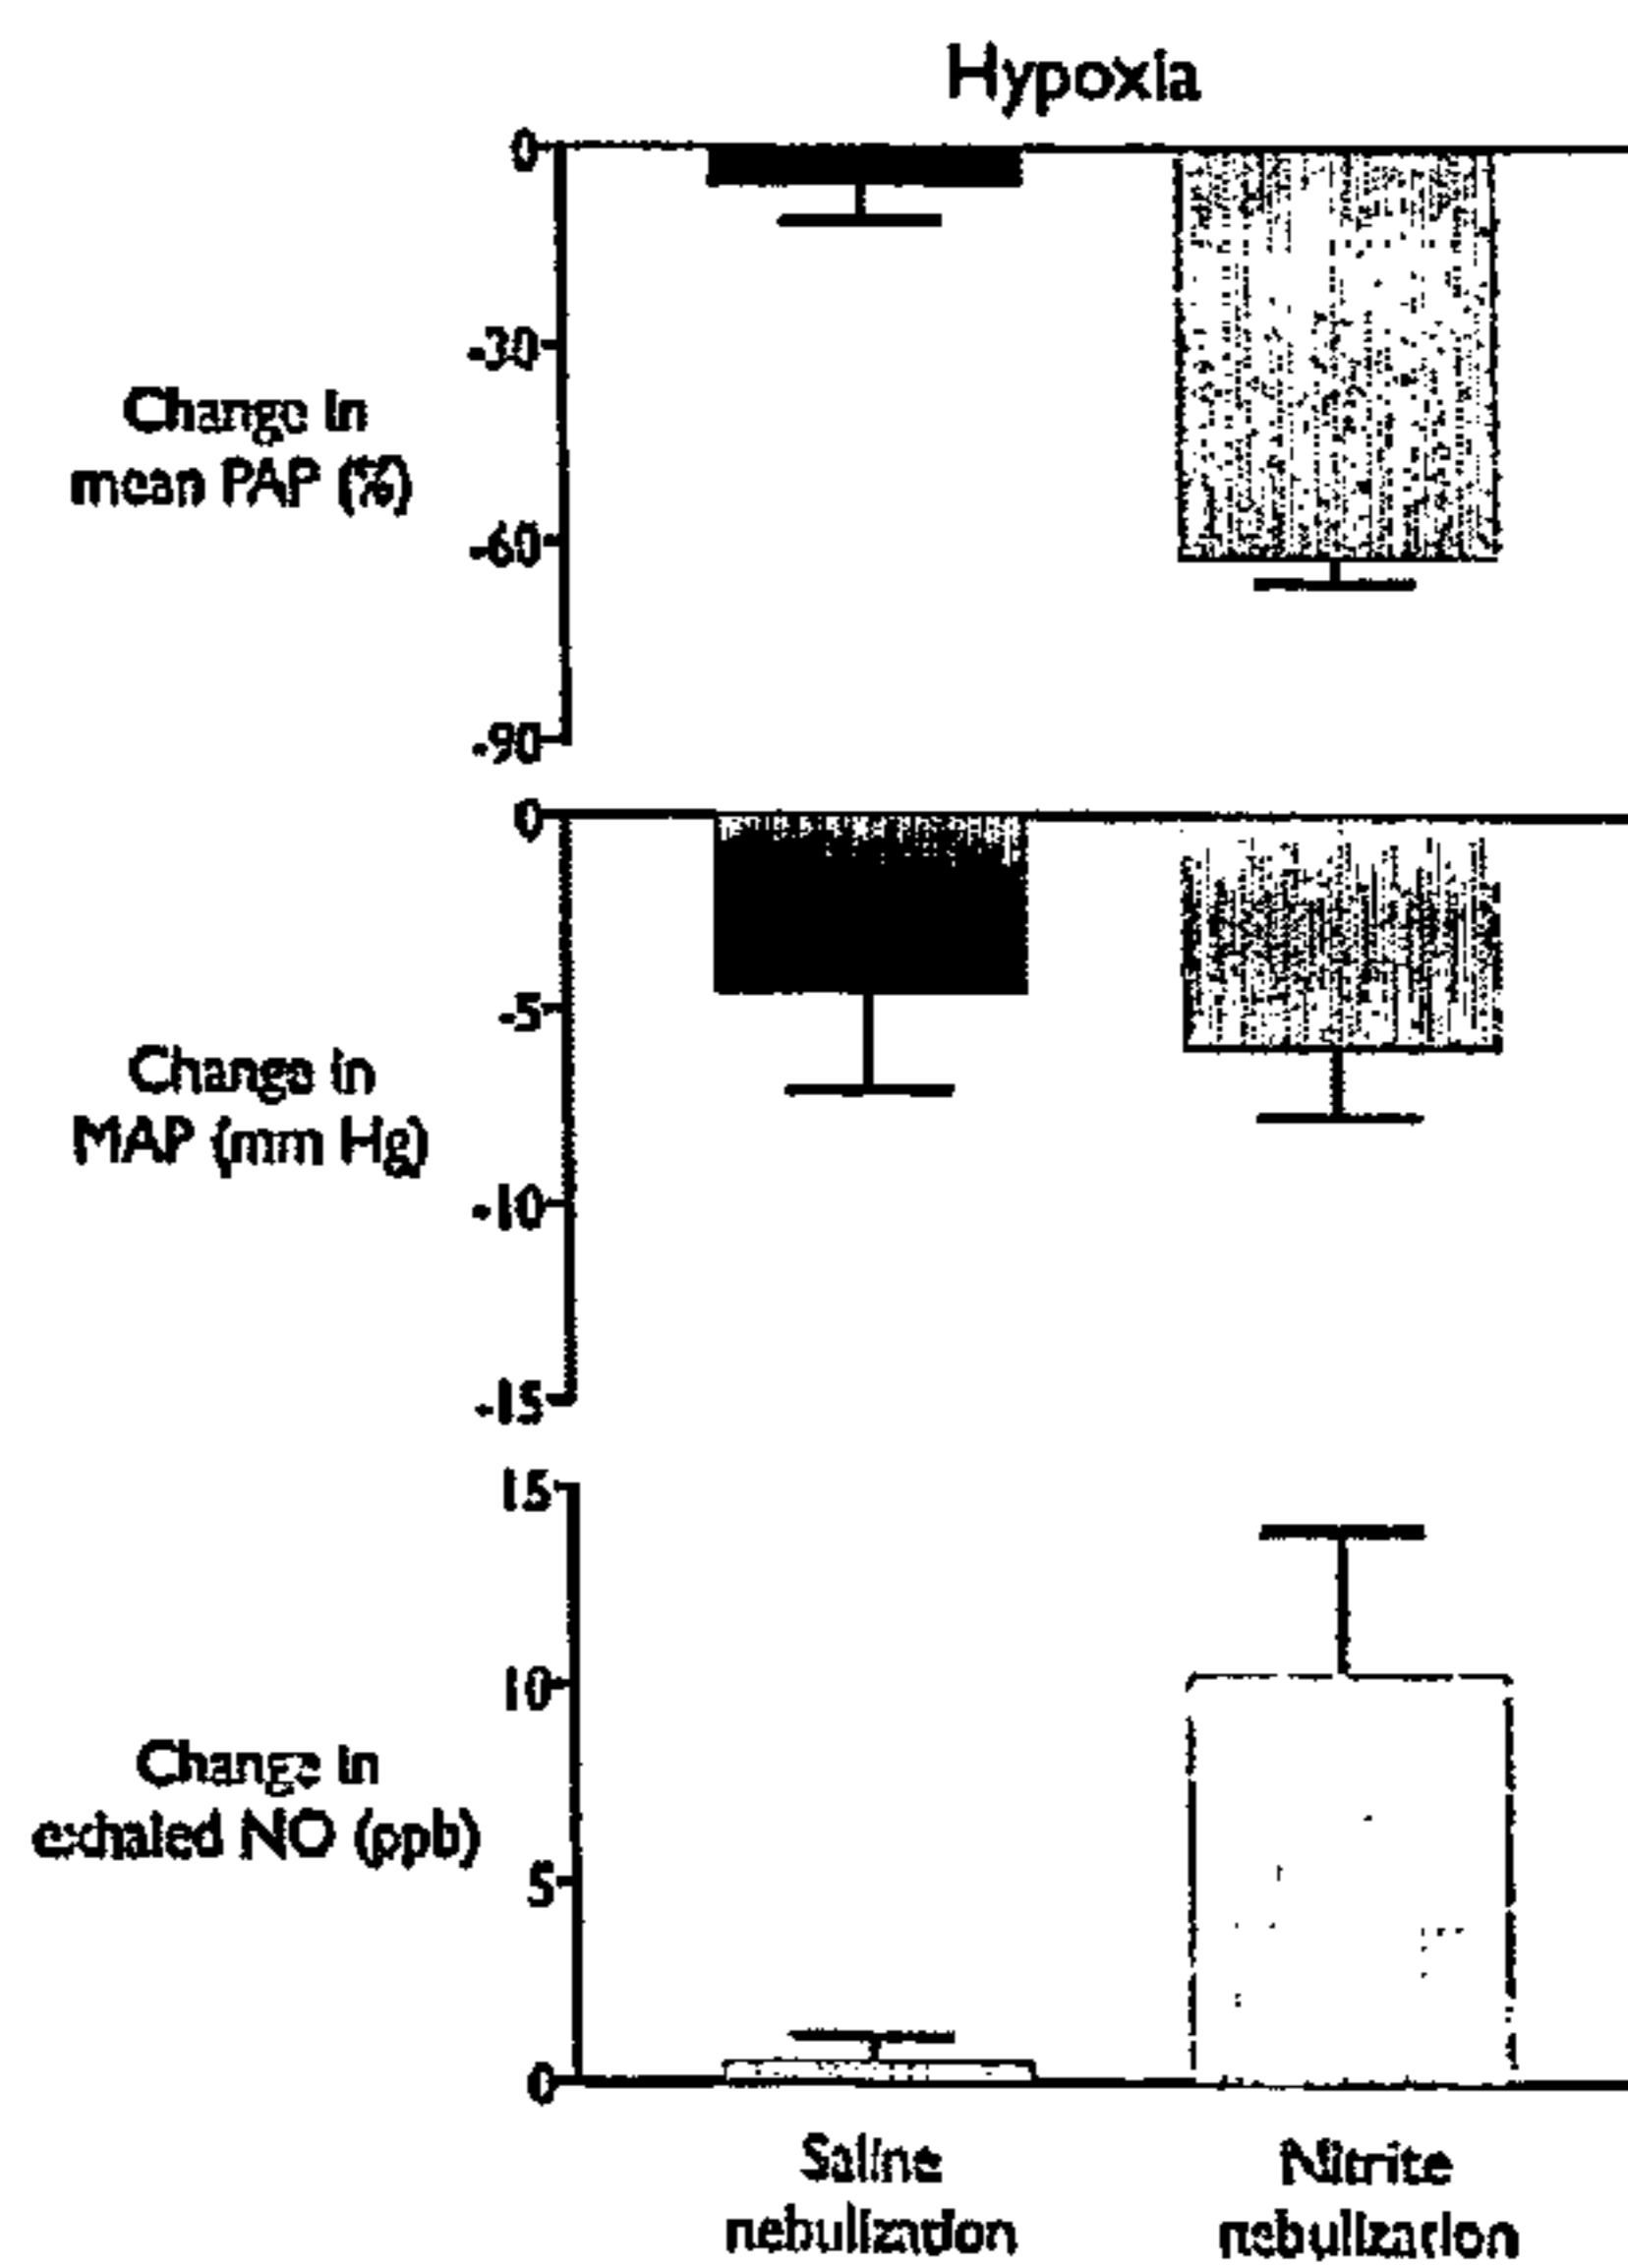 Hypoxia
0
-30
Change in
mean PAP (%)
-60
-90
0
-5
Change in
MAP (mm Hg)
-10
-15
15
10
Change in
exhaled NO (ppb)
5
0
Saline
nebulization
Nitrite
nebulization